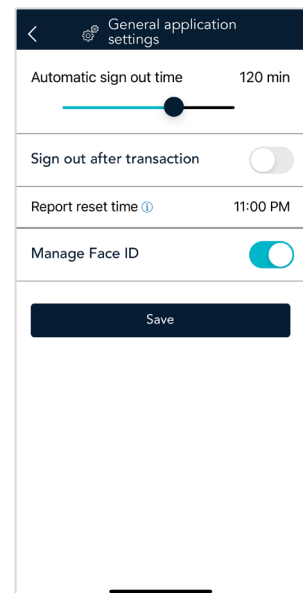 General application
settings
Automatic sign out time 120 min
Sign out after transaction
Report reset time 11:00 PM
Manage Face ID
Save